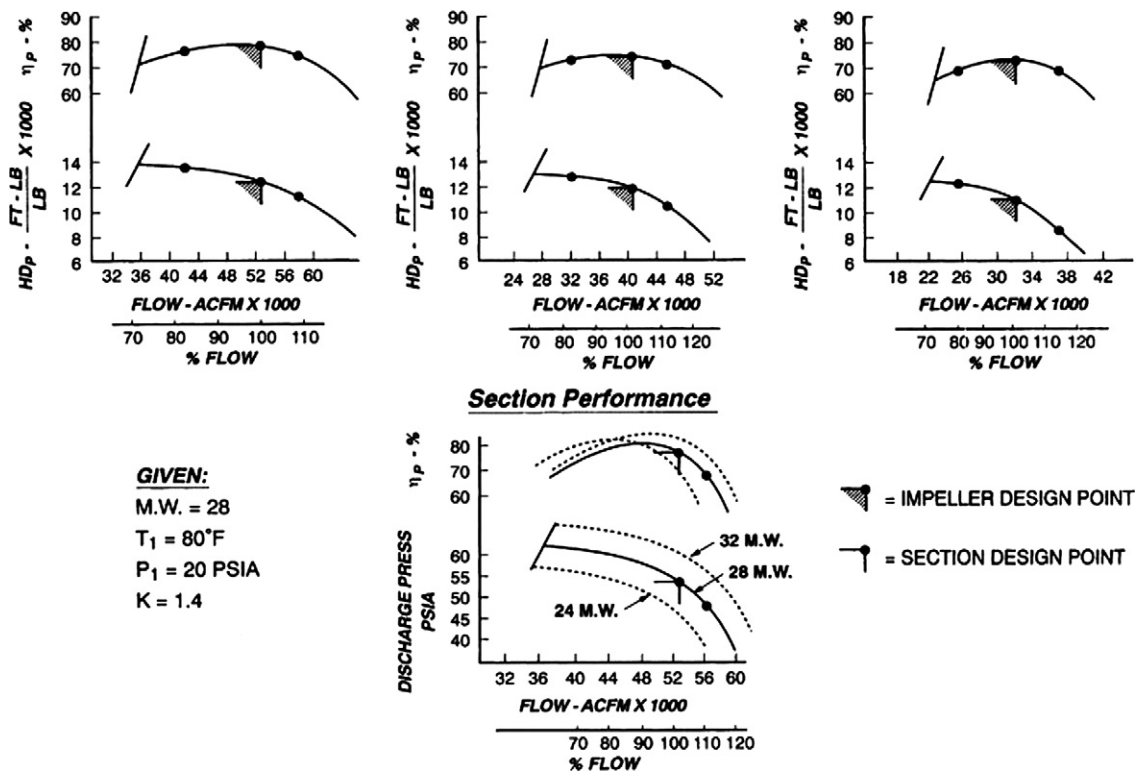 90
80
70
60
η_P - %
14
12
10
8
6
HD_P - FT - LB / LB X 1000
32 36 40 44 48 52 56 60
FLOW - ACFM X 1000
70 80 90 100 110
% FLOW
90
80
70
60
η_P - %
14
12
10
8
6
HD_P - FT - LB / LB X 1000
24 28 32 36 40 44 48 52
FLOW - ACFM X 1000
70 80 90 100 110 120
% FLOW
90
80
70
60
η_P - %
14
12
10
8
6
HD_P - FT - LB / LB X 1000
18 22 26 30 34 38 42
FLOW - ACFM X 1000
70 80 90 100 110 120
% FLOW
Section Performance
GIVEN:
M.W. = 28
T₁ = 80°F
P₁ = 20 PSIA
K = 1.4
80
70
60
η_P - %
60
55
50
45
40
DISCHARGE PRESS
PSIA
32 M.W.
28 M.W.
24 M.W.
32 36 40 44 48 52 56 60
FLOW - ACFM X 1000
70 80 90 100 110 120
% FLOW
= IMPELLER DESIGN POINT
= SECTION DESIGN POINT